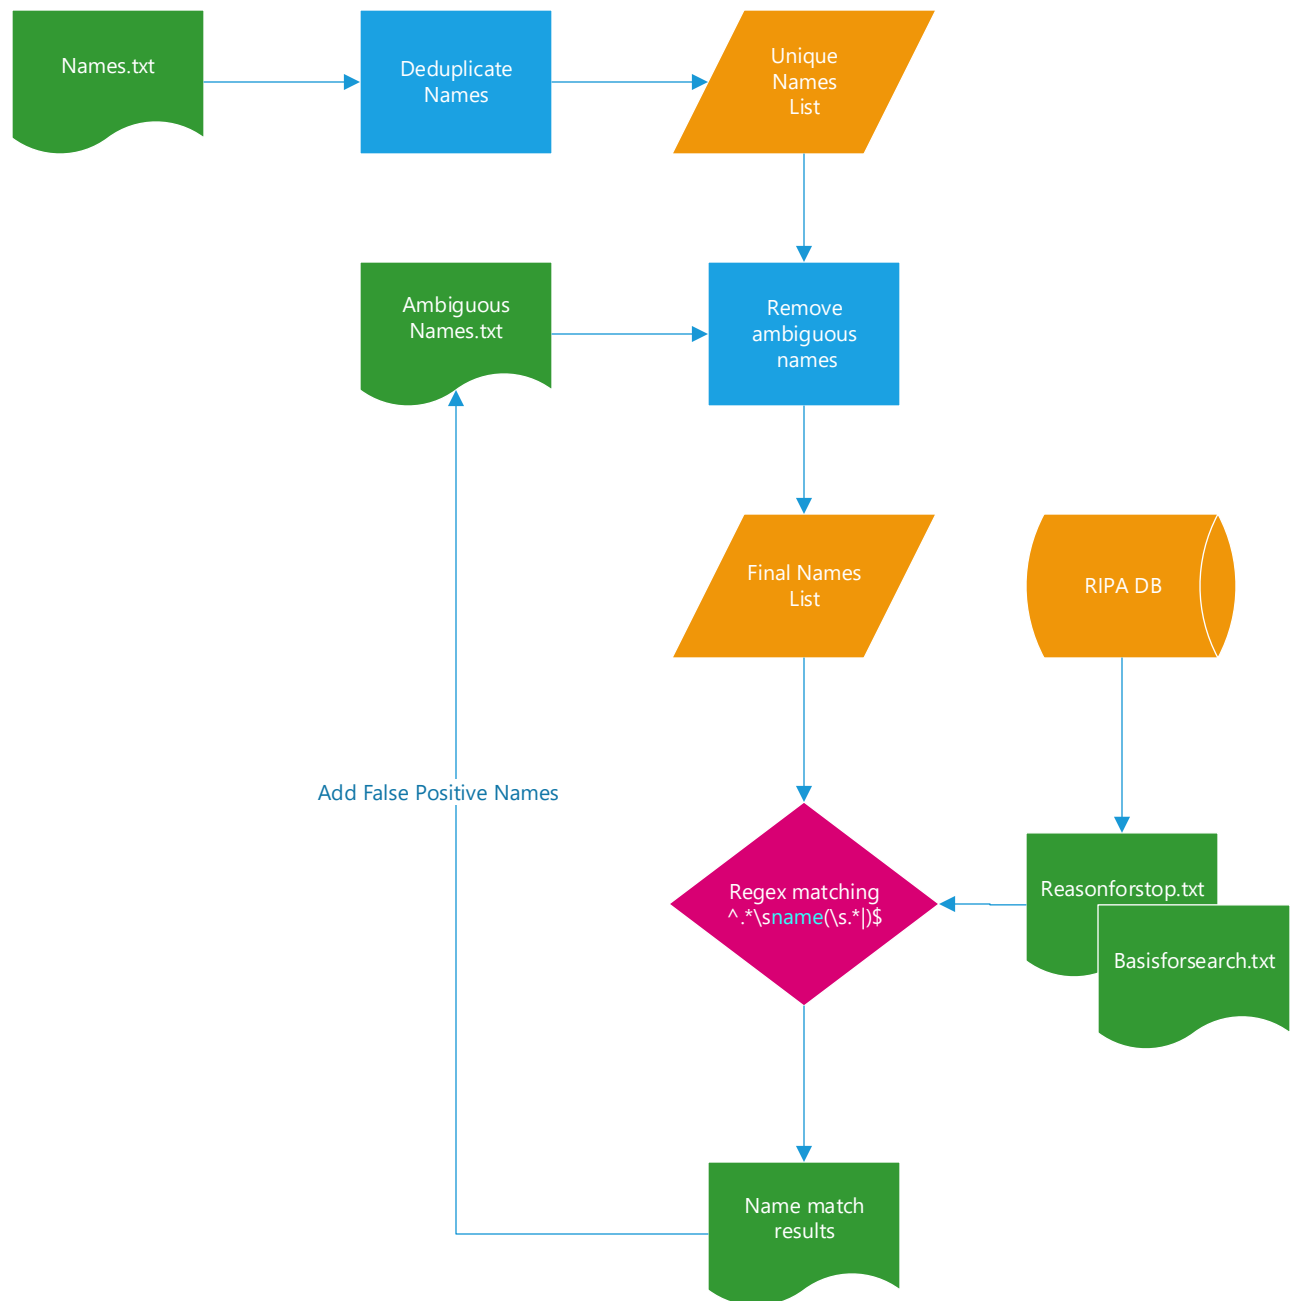 Names.txt
Deduplicate
Names
Unique
Names
List
Ambiguous
Names.txt
Remove
ambiguous
names
Final Names
List
RIPA DB
Add False Positive Names
Regex matching
^.*\sname(\s.*|)$
Reasonforstop.txt
Basisforsearch.txt
Name match
results